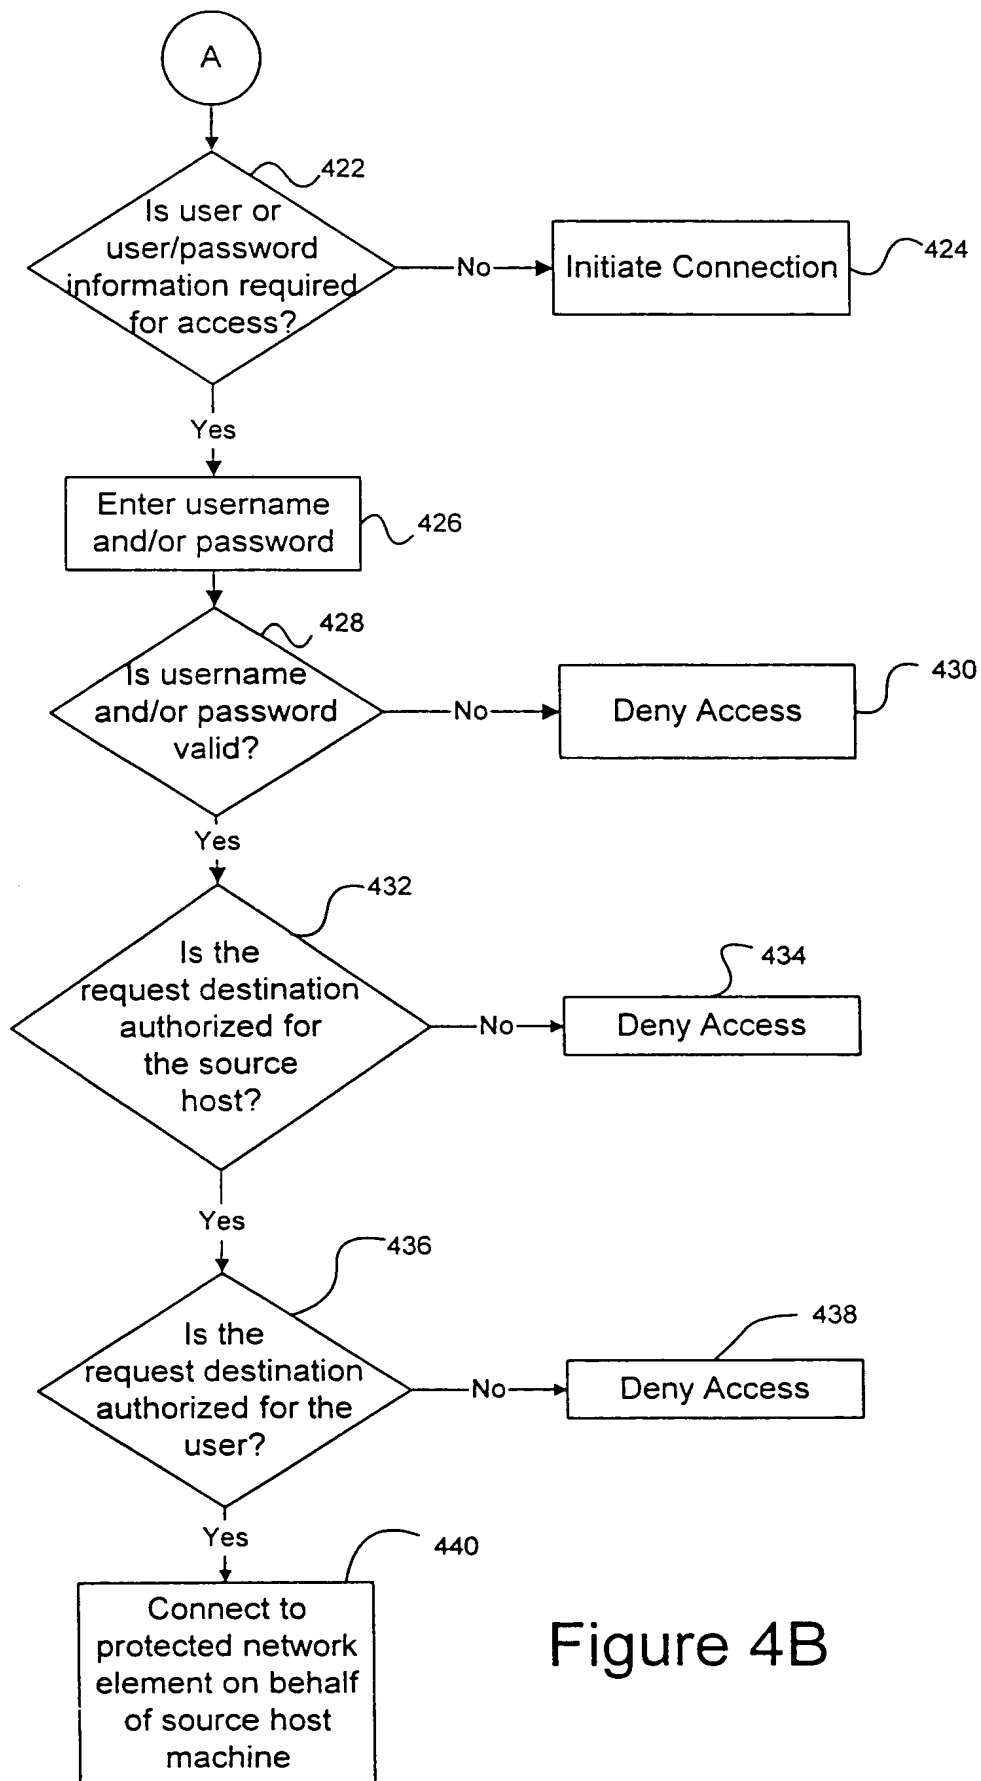 A
422
Is user or
user/password
information required
for access?
No
Initiate Connection
424
Yes
Enter username
and/or password
426
428
Is username
and/or password
valid?
No
Deny Access
430
Yes
432
Is the
request destination
authorized for
the source
host?
No
434
Deny Access
Yes
436
Is the
request destination
authorized for the
user?
No
438
Deny Access
Yes
440
Connect to
protected network
element on behalf
of source host
machine
Figure 4B